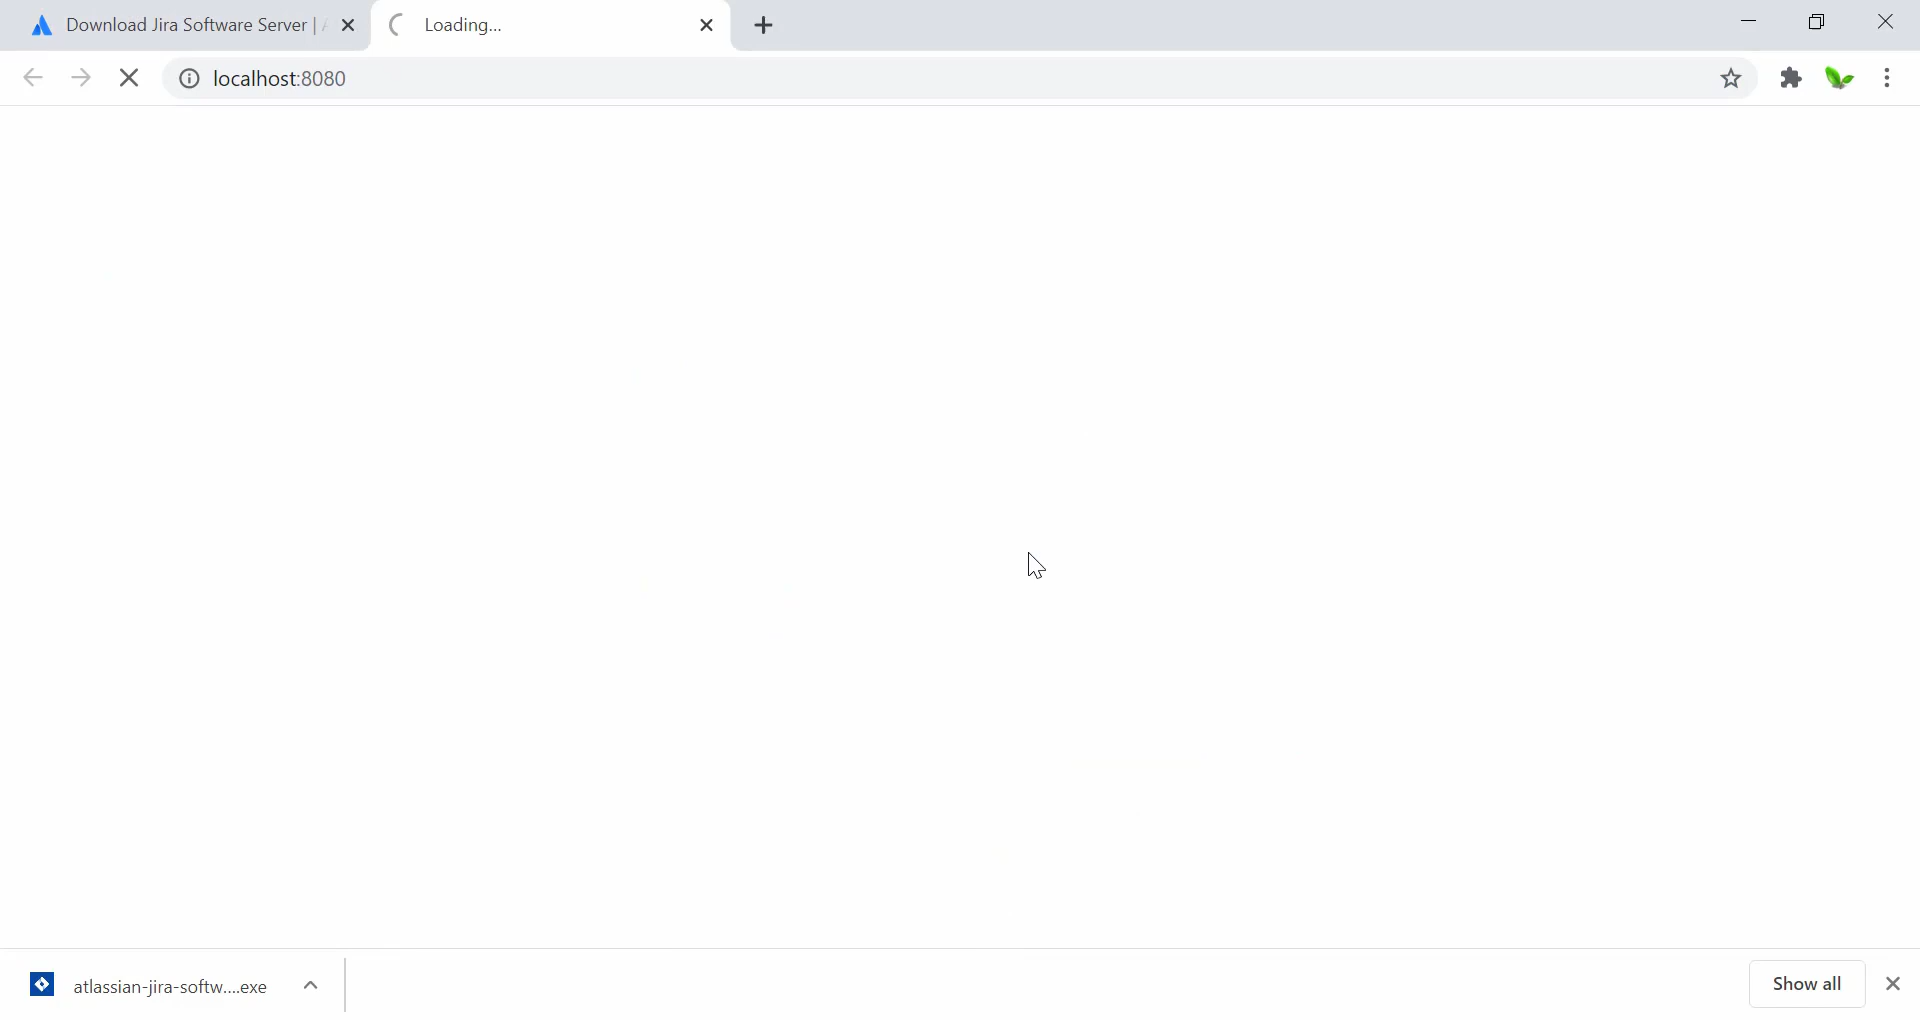 Download Jira Software Server |
Loading...
localhost:8080
atlassian-jira-softw....exe
Show all